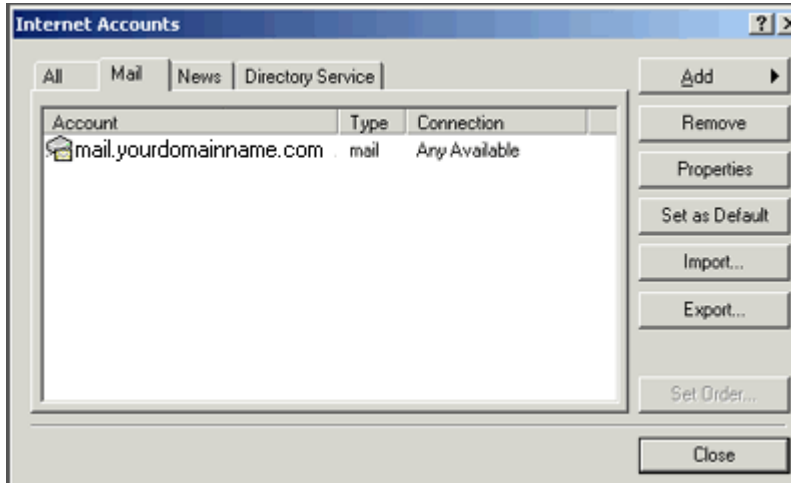 Internet Accounts
All Mail News Directory Service
Add
Account Type Connection
Remove
mail.yourdomainname.com mail Any Available
Properties
Set as Default
Import...
Export...
Set Order...
Close